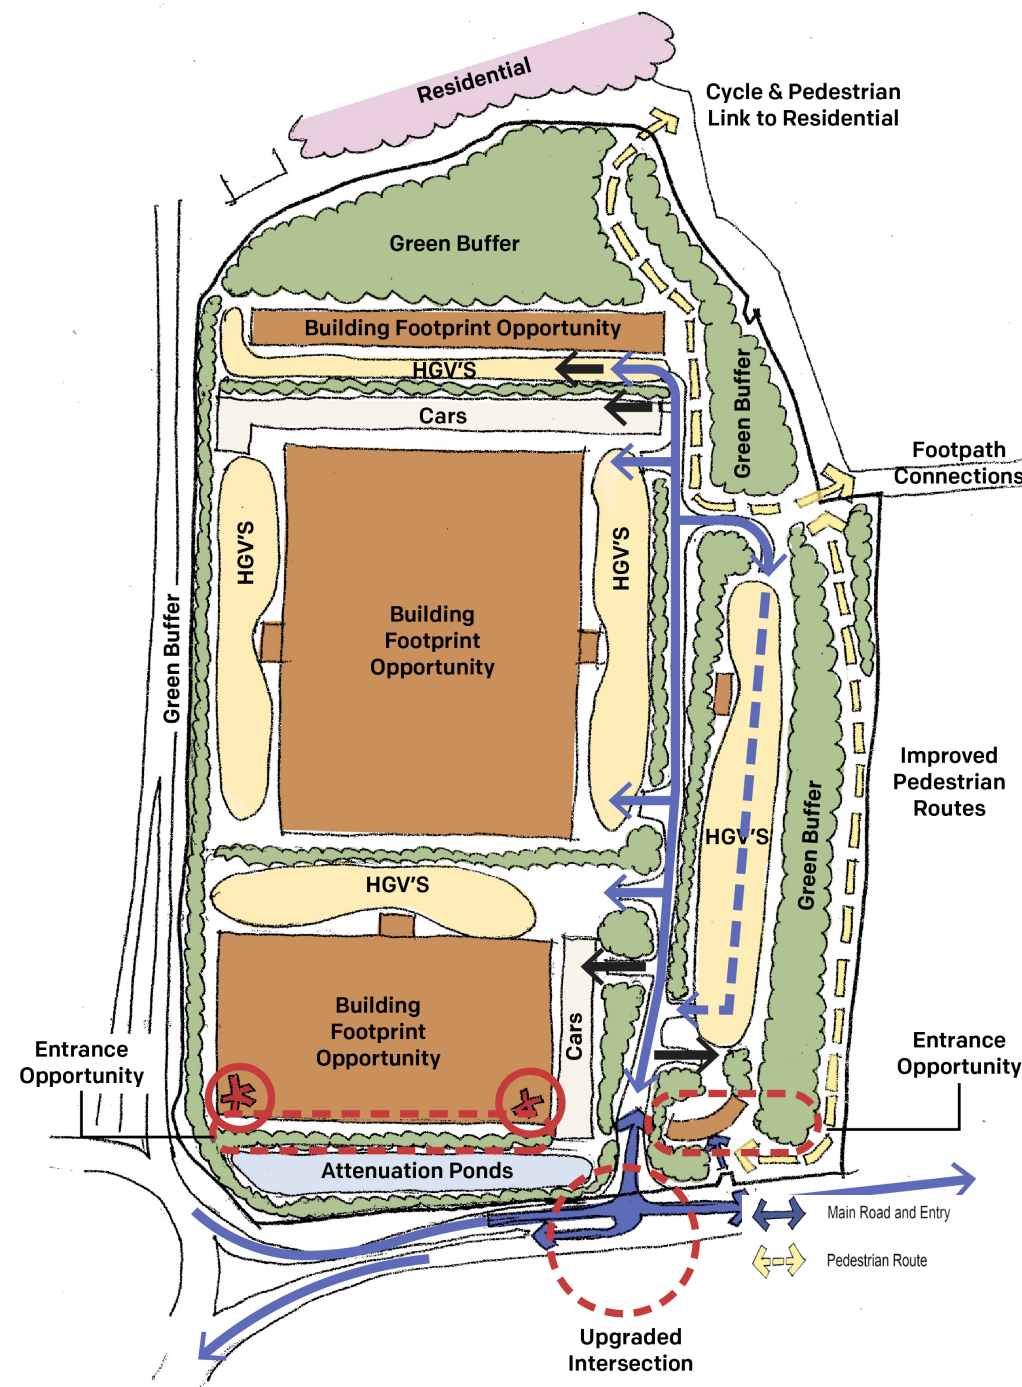 Residential
Cycle & Pedestrian
Link to Residential
Green Buffer
Building Footprint Opportunity
HGV'S
Cars
Green Buffer
Footpath
Connections
HGV'S
HGV'S
Building
Footprint
Opportunity
Green Buffer
Improved
Pedestrian
Routes
HGV'S
Green Buffer
HGV'S
Building
Footprint
Opportunity
Cars
Entrance
Opportunity
Entrance
Opportunity
Attenuation Ponds
Main Road and Entry
Pedestrian Route
Upgraded
Intersection